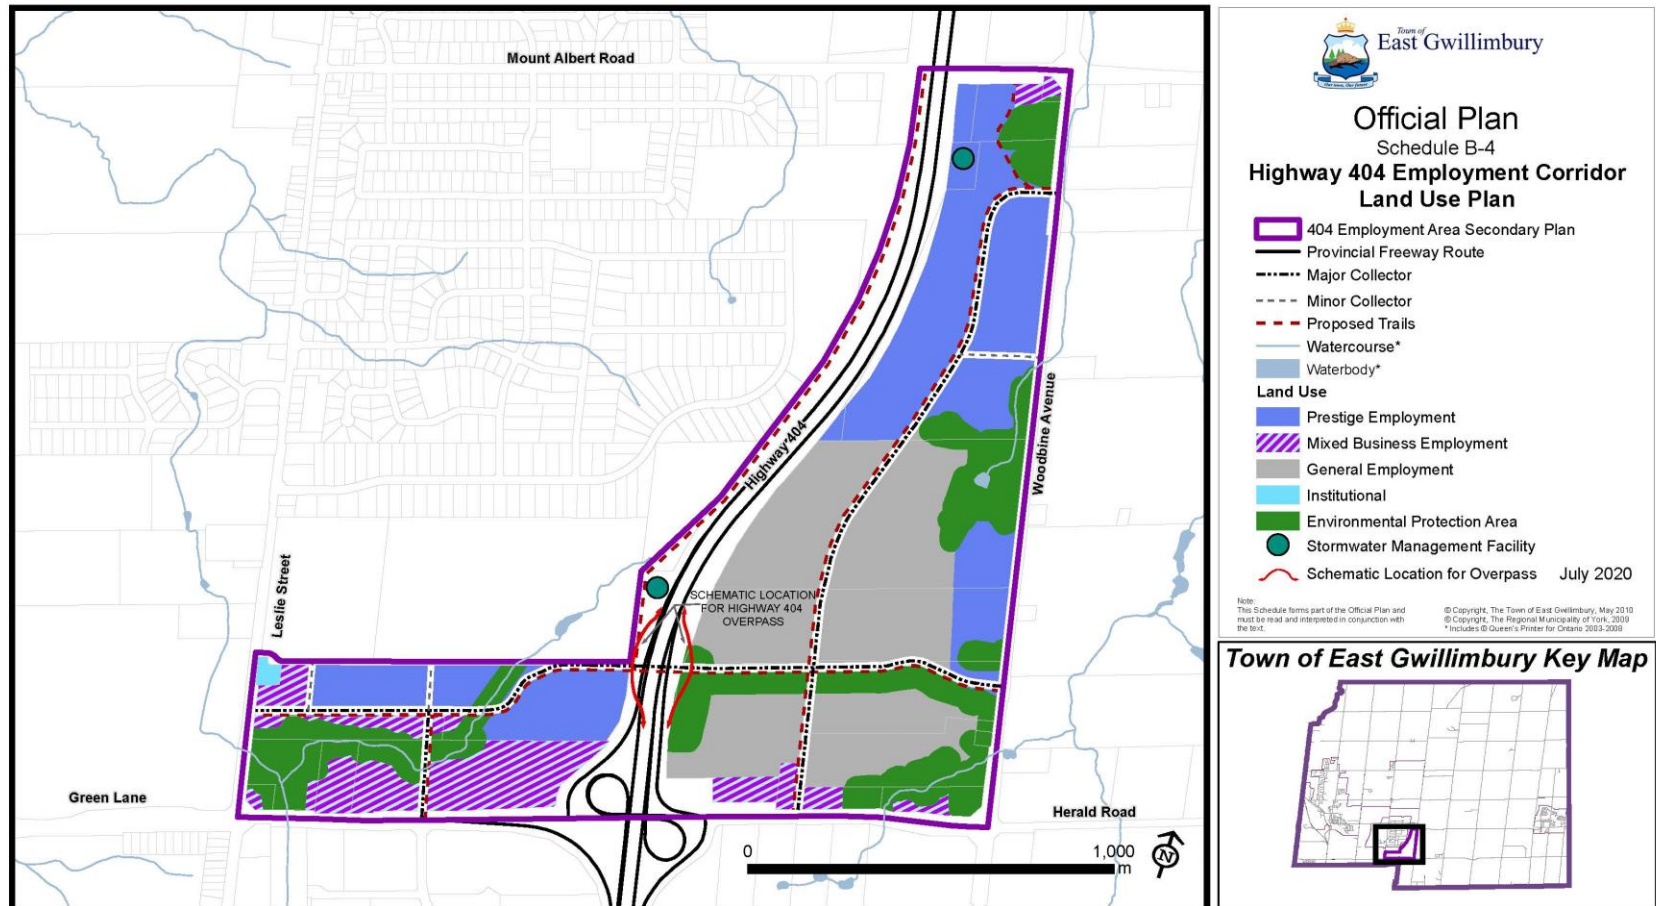 Mount Albert Road
Highway 404
Woodbine Avenue
Leslie Street
SCHEMATIC LOCATION
FOR HIGHWAY 404
OVERPASS
Green Lane
Herald Road
0
1,000
m
N
Town of
East Gwillimbury
Our town, Our future
Official Plan
Schedule B-4
Highway 404 Employment Corridor
Land Use Plan
404 Employment Area Secondary Plan
Provincial Freeway Route
Major Collector
Minor Collector
Proposed Trails
Watercourse*
Waterbody*
Land Use
Prestige Employment
Mixed Business Employment
General Employment
Institutional
Environmental Protection Area
Stormwater Management Facility
Schematic Location for Overpass
July 2020
Note:
This Schedule forms part of the Official Plan and
must be read and interpreted in conjunction with
the text.
© Copyright, The Town of East Gwillimbury, May 2010
© Copyright, The Regional Municipality of York, 2009
* Includes © Queen's Printer for Ontario 2003-2009
Town of East Gwillimbury Key Map